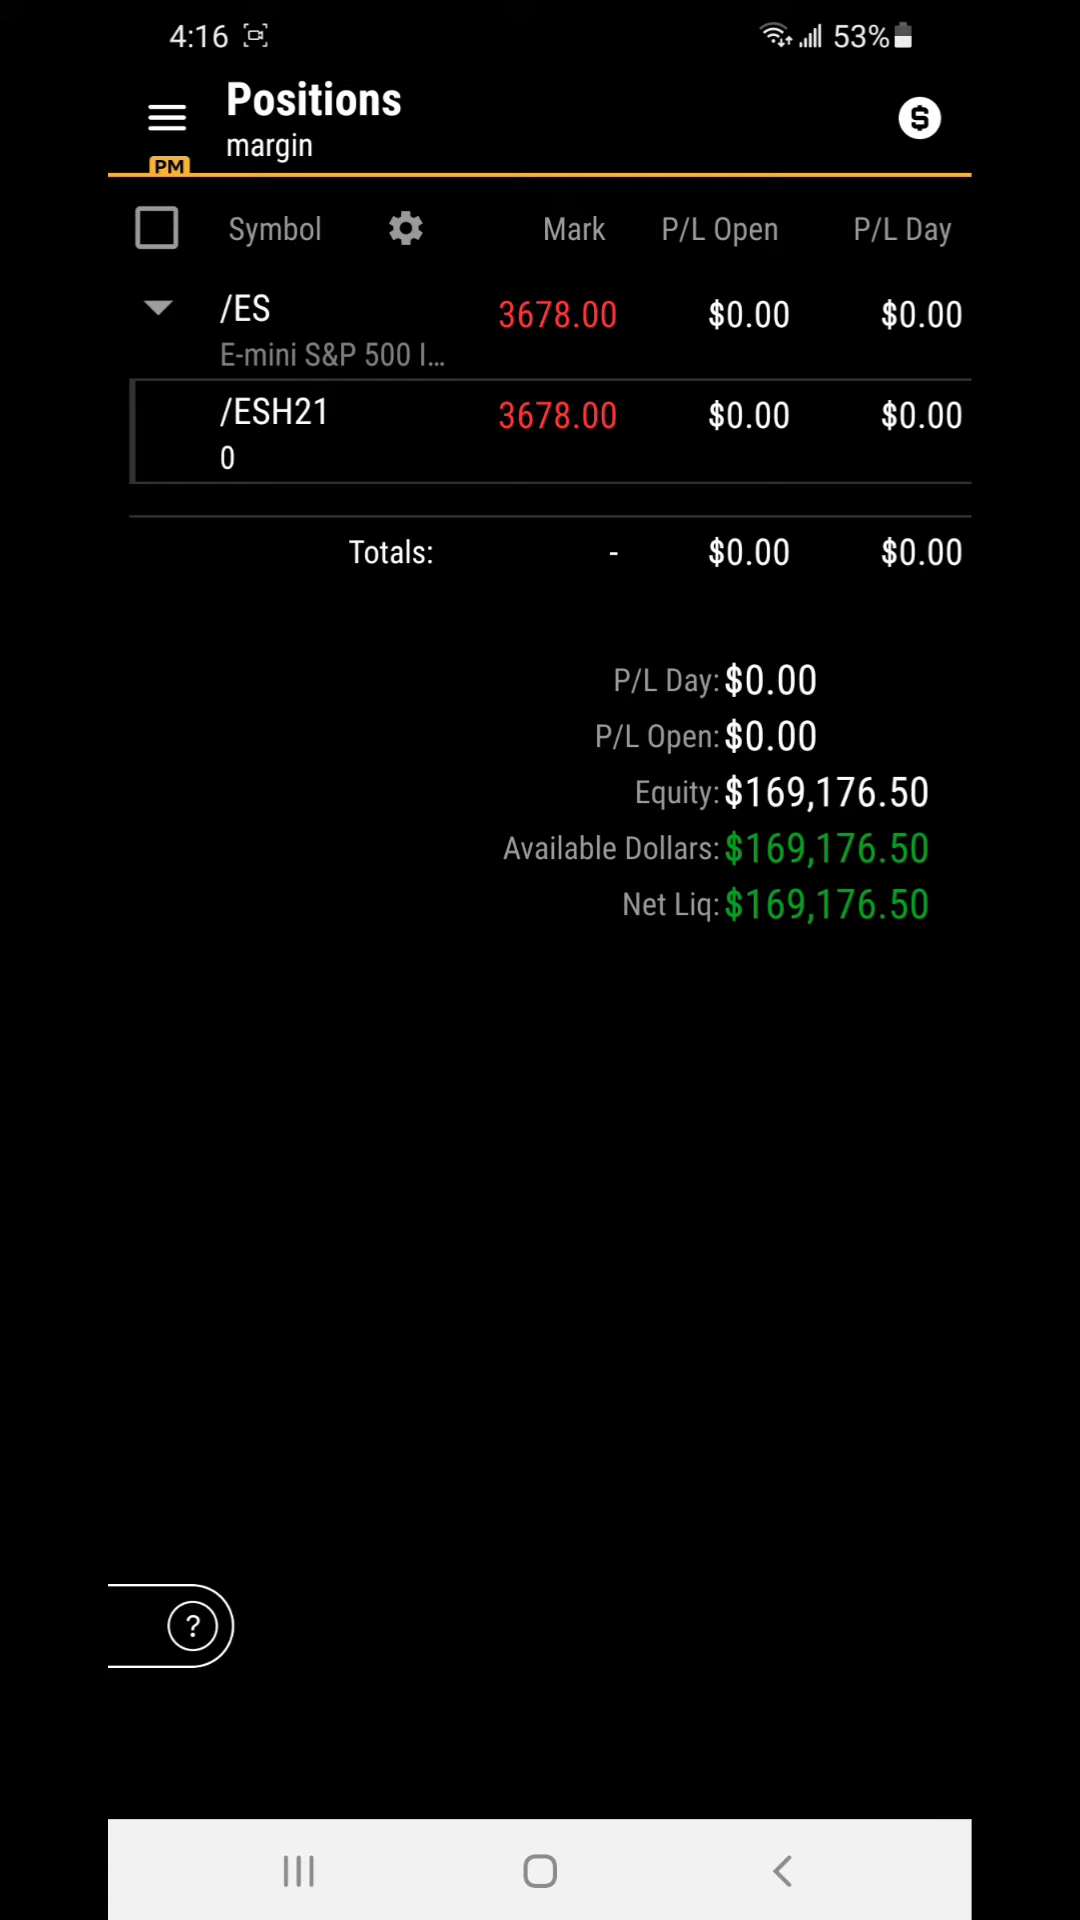 4:16 53%
Positions
margin
PM
Symbol Mark P/L Open P/L Day
/ES 3678.00 $0.00 $0.00
E-mini S&P 500 I...
/ESH21 3678.00 $0.00 $0.00
0
Totals: - $0.00 $0.00
P/L Day: $0.00
P/L Open: $0.00
Equity: $169,176.50
Available Dollars: $169,176.50
Net Liq: $169,176.50
?